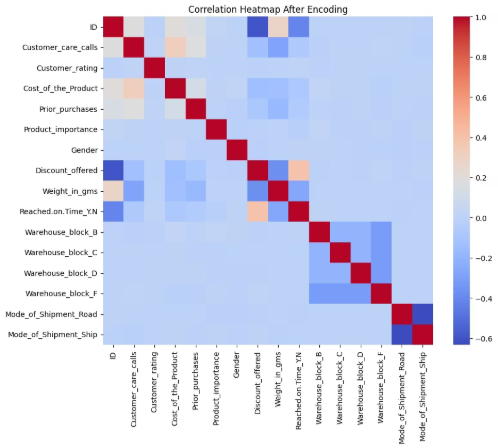 Correlation Heatmap After Encoding
ID
Customer_care_calls
Customer_rating
Cost_of_the_Product
Prior_purchases
Product_importance
Gender
Discount_offered
Weight_in_gms
Reached.on.Time_Y.N
Warehouse_block_B
Warehouse_block_C
Warehouse_block_D
Warehouse_block_F
Mode_of_Shipment_Road
Mode_of_Shipment_Ship
ID
Customer_care_calls
Customer_rating
Cost_of_the_Product
Prior_purchases
Product_importance
Gender
Discount_offered
Weight_in_gms
Reached.on.Time_Y.N
Warehouse_block_B
Warehouse_block_C
Warehouse_block_D
Warehouse_block_F
Mode_of_Shipment_Road
Mode_of_Shipment_Ship
1.0
0.8
0.6
0.4
0.2
0.0
−0.2
−0.4
−0.6